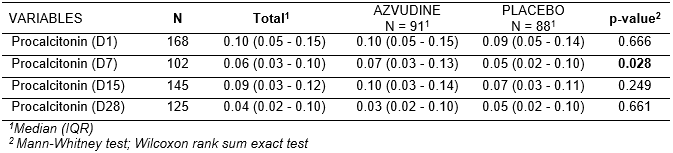 VARIABLES N Total1 AZVUDINE N = 911 PLACEBO N = 881 p-value2
Procalcitonin (D1) 168 0.10 (0.05 - 0.15) 0.10 (0.05 - 0.15) 0.09 (0.05 - 0.14) 0.666
Procalcitonin (D7) 102 0.06 (0.03 - 0.10) 0.07 (0.03 - 0.13) 0.05 (0.02 - 0.10) 0.028
Procalcitonin (D15) 145 0.09 (0.03 - 0.12) 0.10 (0.03 - 0.14) 0.07 (0.03 - 0.11) 0.249
Procalcitonin (D28) 125 0.04 (0.02 - 0.10) 0.03 (0.02 - 0.10) 0.05 (0.02 - 0.10) 0.661
1Median (IQR)
2 Mann-Whitney test; Wilcoxon rank sum exact test